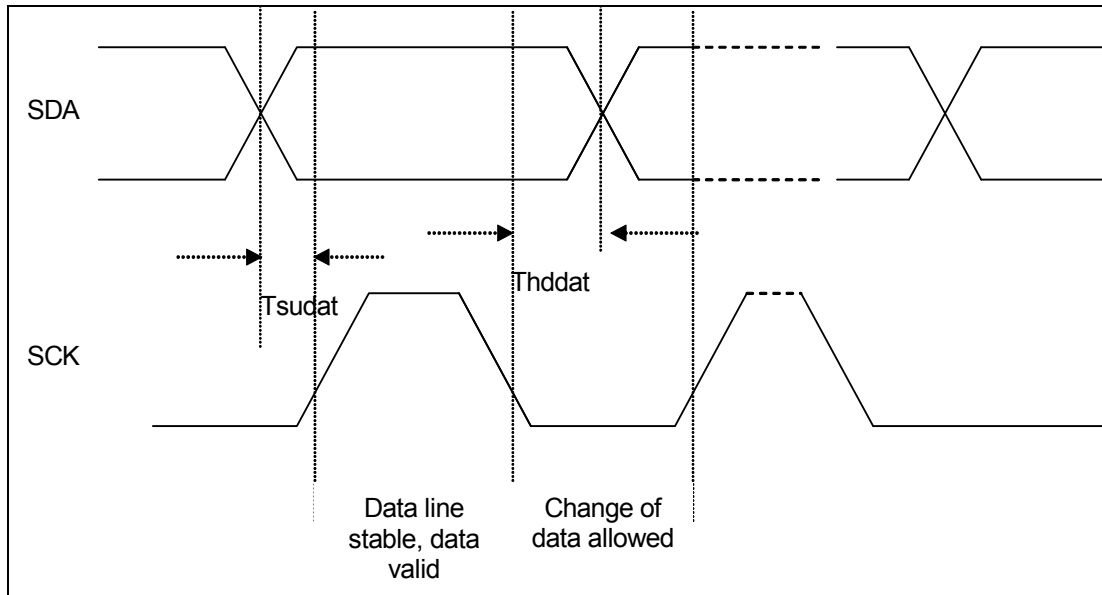 SDA
Thddat
Tsudat
SCK
Data line
stable, data
valid
Change of
data allowed